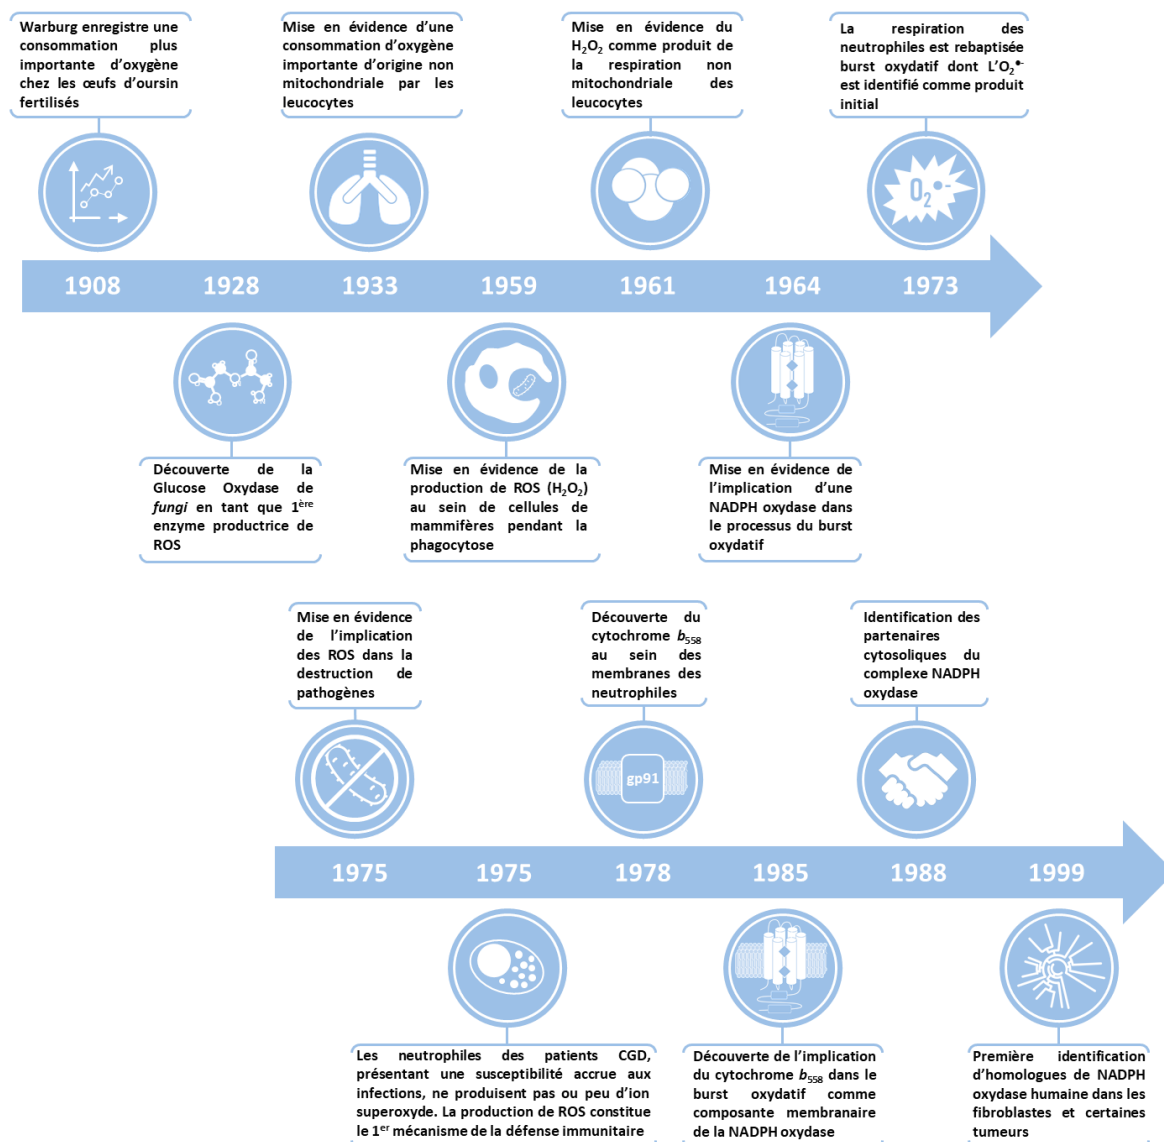 Warburg enregistre une
consommation plus
importante d'oxygène
chez les œufs d'oursin
fertilisés
Mise en évidence d'une
consommation d'oxygène
importante d'origine non
mitochondriale par les
leucocytes
Mise en évidence du
H₂O₂ comme produit de
la respiration non
mitochondriale des
leucocytes
La respiration des
neutrophiles est rebaptisée
burst oxydatif dont L'O₂•-
est identifié comme produit
initial
O₂•-
1908 1928 1933 1959 1961 1964 1973
Découverte de la
Glucose Oxydase de
fungi en tant que 1ère
enzyme productrice de
ROS
Mise en évidence de la
production de ROS (H₂O₂)
au sein de cellules de
mammifères pendant la
phagocytose
Mise en évidence de
l'implication d'une
NADPH oxydase dans
le processus du burst
oxydatif
Mise en évidence
de l'implication
des ROS dans la
destruction de
pathogènes
Découverte du
cytochrome b₅₅₈
au sein des
membranes des
neutrophiles
Identification des
partenaires
cytosoliques du
complexe NADPH
oxydase
gp91
1975 1975 1978 1985 1988 1999
Les neutrophiles des patients CGD,
présentant une susceptibilité accrue aux
infections, ne produisent pas ou peu d'ion
superoxyde. La production de ROS constitue
le 1er mécanisme de la défense immunitaire
Découverte de l'implication
du cytochrome b₅₅₈ dans le
burst oxydatif comme
composante membranaire
de la NADPH oxydase
Première identification
d'homologues de NADPH
oxydase humaine dans les
fibroblastes et certaines
tumeurs